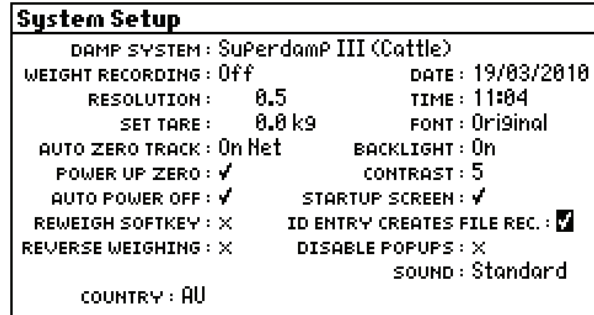 System Setup
DAMP SYSTEM : SuPerdamP III (Cattle)
WEIGHT RECORDING : Off DATE : 19/03/2010
RESOLUTION : 0.5 TIME : 11:04
SET TARE : 0.0 kg FONT : Original
AUTO ZERO TRACK : On Net BACKLIGHT : On
POWER UP ZERO : ✓ CONTRAST : 5
AUTO POWER OFF : ✓ STARTUP SCREEN : ✓
REWEIGH SOFTKEY : × ID ENTRY CREATES FILE REC. : ✓
REVERSE WEIGHING : × DISABLE POPUPS : ×
SOUND : Standard
COUNTRY : AU